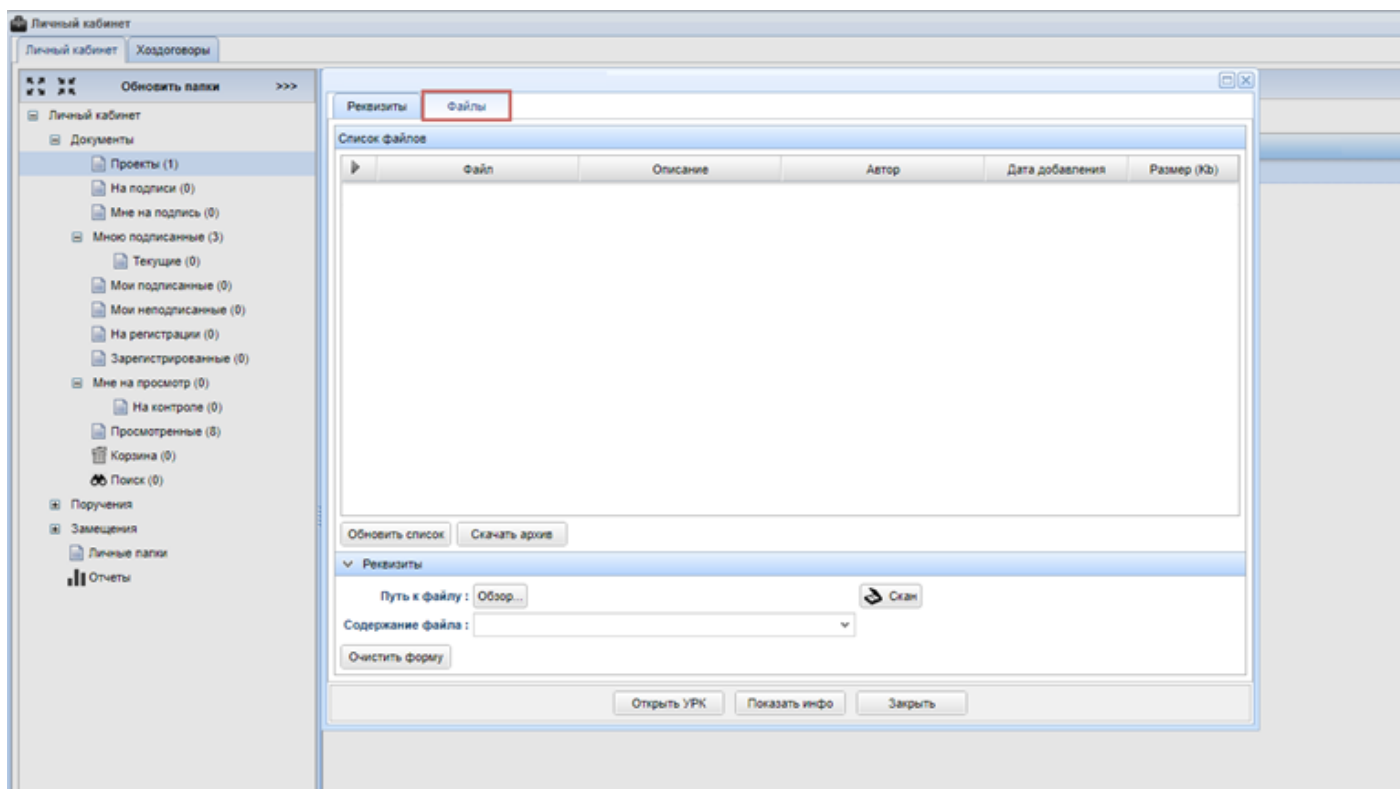 Личный кабинет
Личный кабинет Хоздоговоры
Обновить папки >>>
Личный кабинет
Документы
Проекты (1)
На подписи (0)
Мне на подпись (0)
Мною подписанные (3)
Текущие (0)
Мои подписанные (0)
Мои неподписанные (0)
На регистрации (0)
Зарегистрированные (0)
Мне на просмотр (0)
На контроле (0)
Просмотренные (8)
Корзина (0)
Поиск (0)
Поручения
Замещения
Личные папки
Отчеты
Реквизиты Файлы
Список файлов
Файл Описание Автор Дата добавления Размер (Kb)
Обновить список Скачать архив
Реквизиты
Путь к файлу : Обзор... Скан
Содержание файла :
Очистить форму
Открыть УРК Показать инфо Закрыть